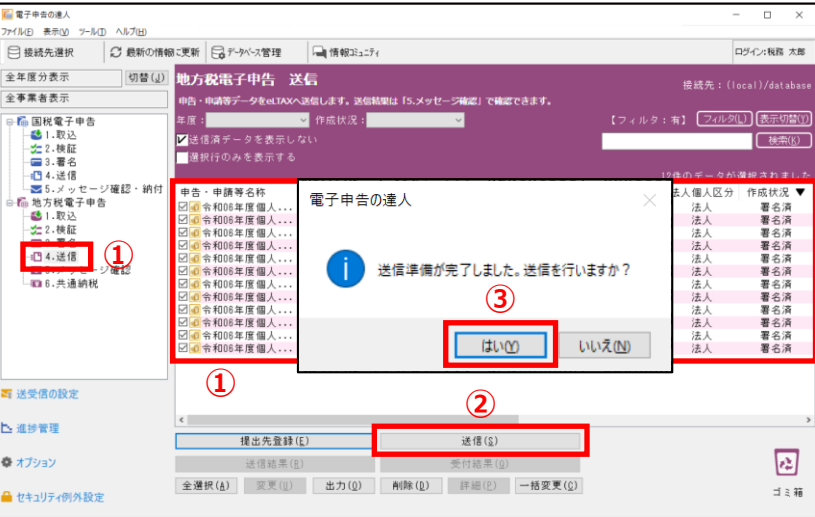 電子申告の達人
ファイル(F) 表示(V) ツール(T) ヘルプ(H)
接続先選択 最新の情報に更新 データベース管理 情報コミュニティ ログイン:税務 太郎
全年度分表示 切替(J)
全事業者表示
国税電子申告
1.取込
2.検証
3.署名
4.送信
5.メッセージ確認・納付
地方税電子申告
1.取込
2.検証
3.署名
4.送信
①
5.メッセージ確認
6.共通納税
送受信の設定
進捗管理
オプション
セキュリティ例外設定
地方税電子申告 送信
接続先:(local)/database
申告・申請等データをeLTAXへ送信します。送信結果は「5.メッセージ確認」で確認できます。
年度: 作成状況: 【フィルタ:有】 フィルタ(L) 表示切替(Y)
送信済データを表示しない 検索(K)
選択行のみを表示する
12件のデータが選択されました
申告・申請等名称 法人個人区分 作成状況 ▼
令和06年度個人... 法人 署名済
令和06年度個人... 法人 署名済
令和06年度個人... 法人 署名済
令和06年度個人... 法人 署名済
令和06年度個人... 法人 署名済
令和06年度個人... 法人 署名済
令和06年度個人... 法人 署名済
令和06年度個人... 法人 署名済
令和06年度個人... 法人 署名済
令和06年度個人... 法人 署名済
令和06年度個人... 法人 署名済
令和06年度個人... 法人 署名済
電子申告の達人
送信準備が完了しました。送信を行いますか?
③
はい(Y) いいえ(N)
①
②
提出先登録(E) 送信(S)
送信結果(R) 受付結果(Q)
全選択(A) 変更(U) 出力(O) 削除(D) 詳細(P) 一括変更(C)
ゴミ箱